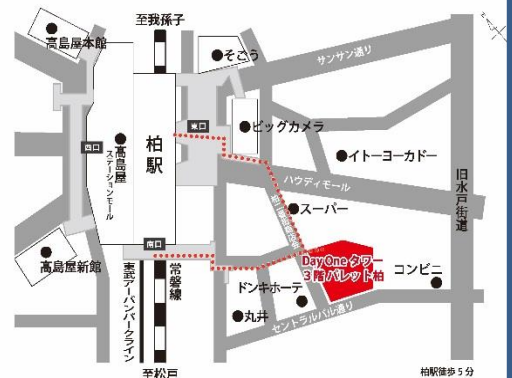 至我孫子
高島屋本館
そごう
サンサン通り
東口
ビッグカメラ
西口
高島屋
ステーションモール
柏駅
イトーヨーカドー
ハウディモール
旧水戸街道
スーパー
南口
高島屋新館
東武アーバンパークライン
常磐線
Day One タワー
3階パレット柏
コンビニ
ドンキホーテ
丸井
セントラルパル通り
至松戸
柏駅徒歩5分